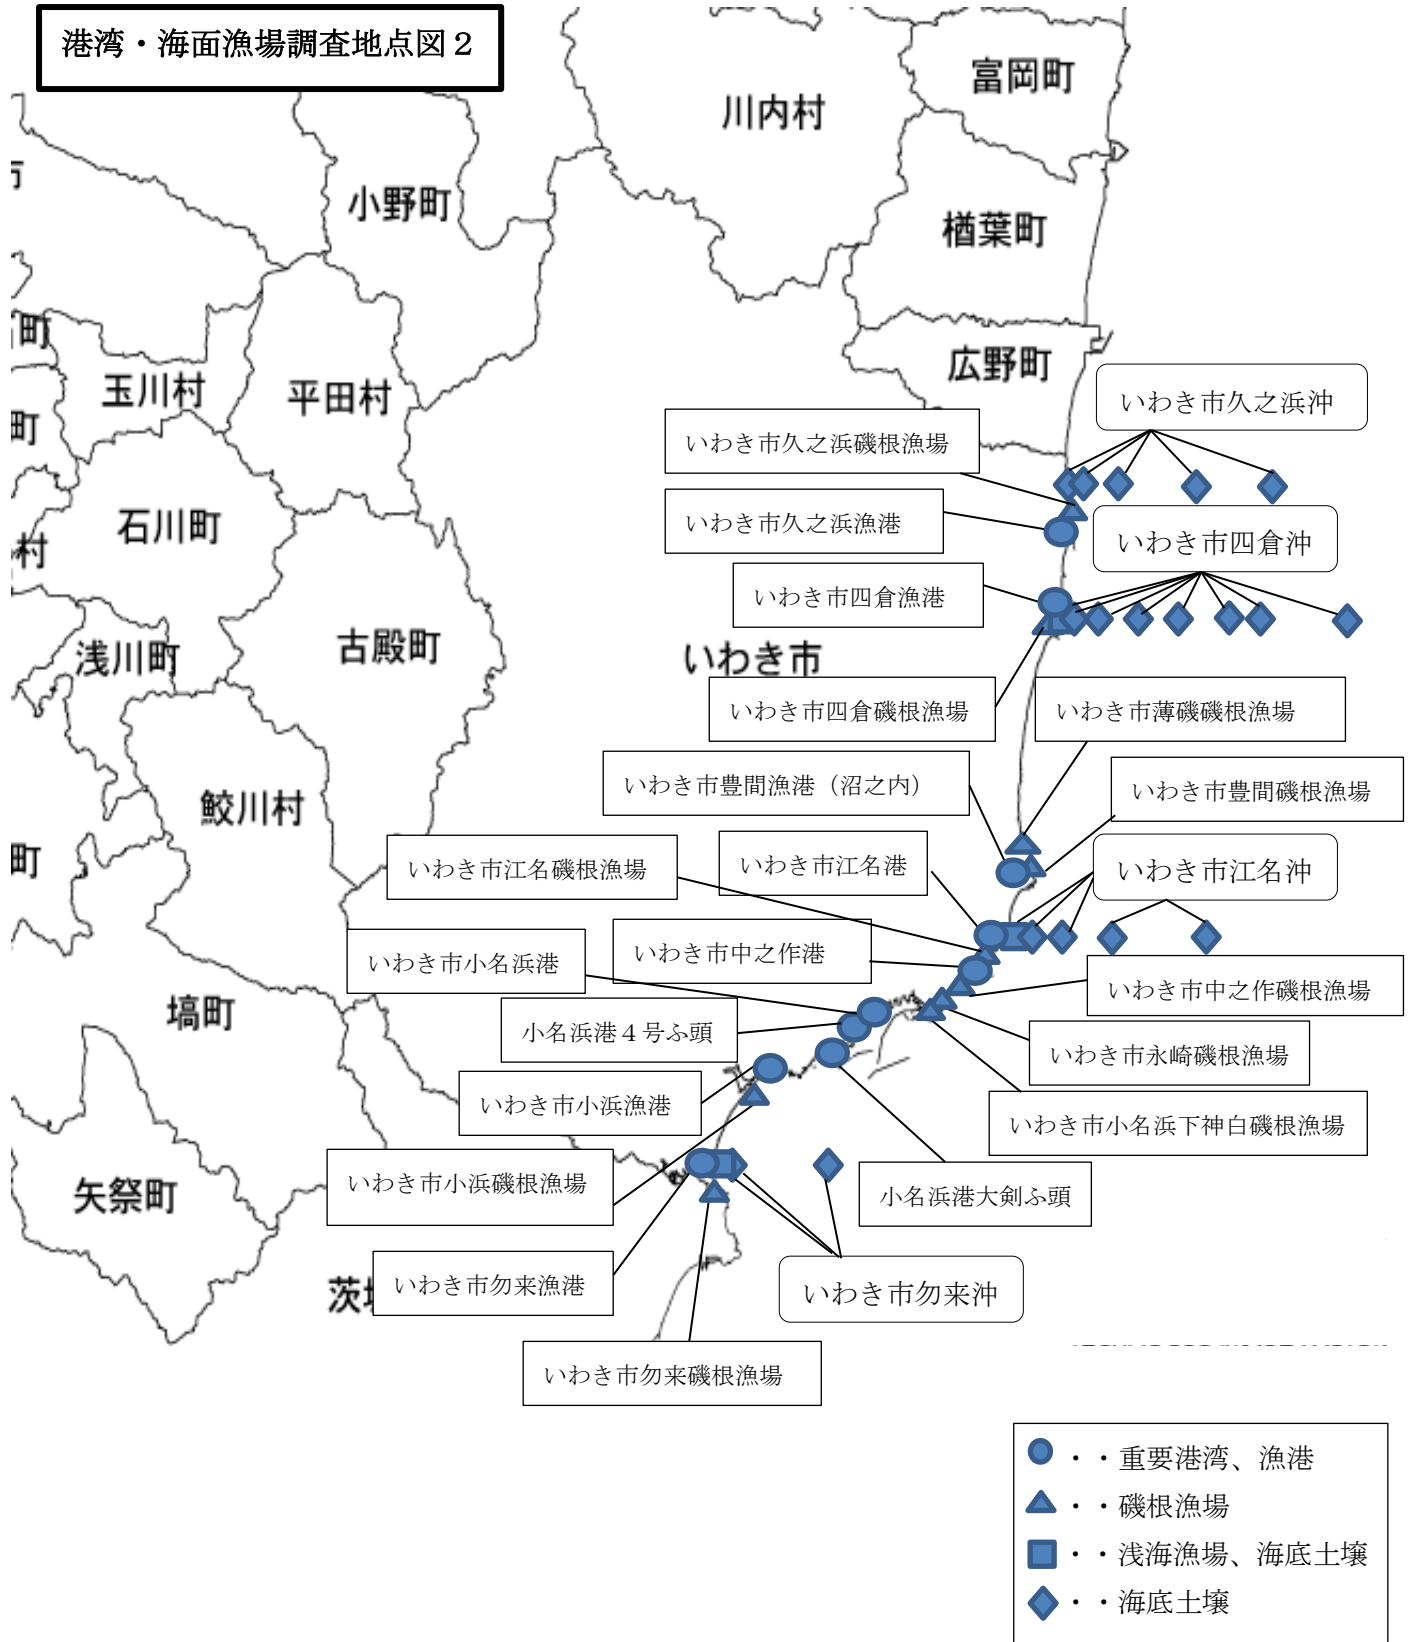 港湾・海面漁場調査地点図２
富岡町
川内村
小野町
楢葉町
町
広野町
玉川村
平田村
いわき市久之浜沖
町
いわき市久之浜磯根漁場
石川町
いわき市久之浜漁港
村
いわき市四倉沖
いわき市四倉漁港
浅川町
古殿町
いわき市
いわき市四倉磯根漁場
いわき市薄磯磯根漁場
いわき市豊間漁港（沼之内）
いわき市豊間磯根漁場
鮫川村
町
いわき市江名磯根漁場
いわき市江名港
いわき市江名沖
いわき市小名浜港
いわき市中之作港
いわき市中之作磯根漁場
塙町
小名浜港４号ふ頭
いわき市永崎磯根漁場
いわき市小浜漁港
いわき市小名浜下神白磯根漁場
いわき市小浜磯根漁場
矢祭町
小名浜港大剣ふ頭
茨
いわき市勿来漁港
いわき市勿来沖
いわき市勿来磯根漁場
・・重要港湾、漁港
・・磯根漁場
・・浅海漁場、海底土壌
・・海底土壌